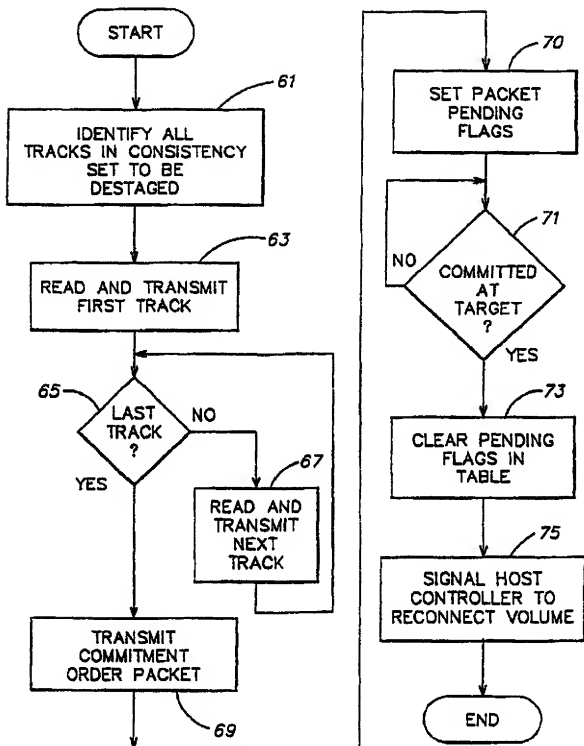 START
61
IDENTIFY ALL
TRACKS IN CONSISTENCY
SET TO BE
DESTAGED
63
READ AND TRANSMIT
FIRST TRACK
65
LAST
TRACK
?
NO
YES
67
READ AND
TRANSMIT
NEXT
TRACK
TRANSMIT
COMMITMENT
ORDER PACKET
69
70
SET PACKET
PENDING
FLAGS
71
NO
COMMITTED
AT
TARGET
?
YES
73
CLEAR PENDING
FLAGS IN
TABLE
75
SIGNAL HOST
CONTROLLER TO
RECONNECT VOLUME
END